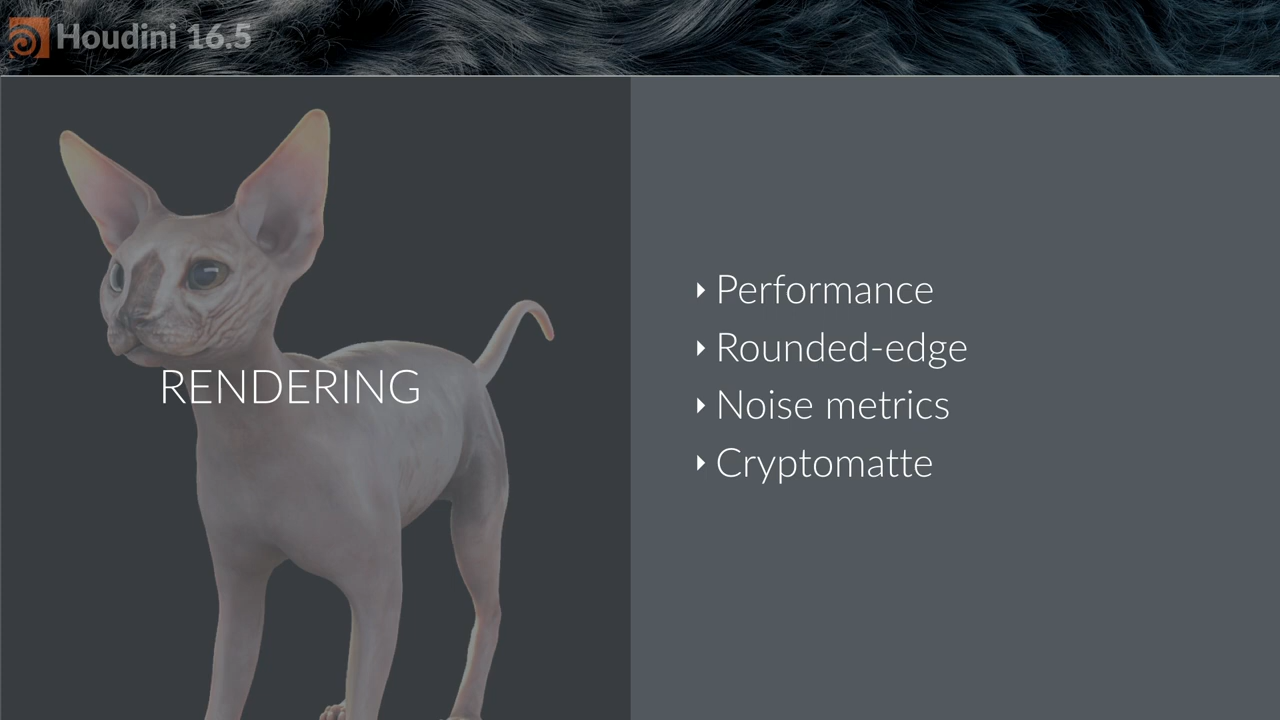 Houdini 16.5
RENDERING
Performance
Rounded-edge
Noise metrics
Cryptomatte